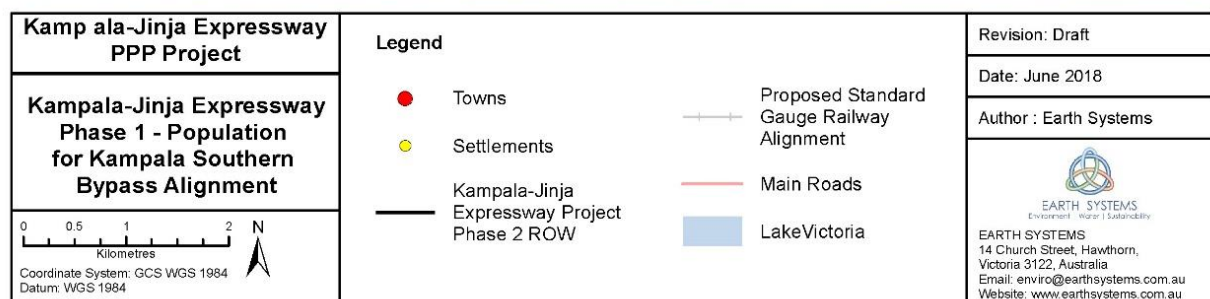 Kamp ala-Jinja Expressway
PPP Project
Kampala-Jinja Expressway
Phase 1 - Population
for Kampala Southern
Bypass Alignment
0 0.5 1 2
Kilometres
N
Coordinate System: GCS WGS 1984
Datum: WGS 1984
Legend
Towns
Settlements
Kampala-Jinja
Expressway Project
Phase 2 ROW
Proposed Standard
Gauge Railway
Alignment
Main Roads
LakeVictoria
Revision: Draft
Date: June 2018
Author : Earth Systems
EARTH SYSTEMS
Environment Water | Sustainability
EARTH SYSTEMS
14 Church Street, Hawthorn,
Victoria 3122, Australia
Email: enviro@earthsystems.com.au
Website: www.earthsystems.com.au